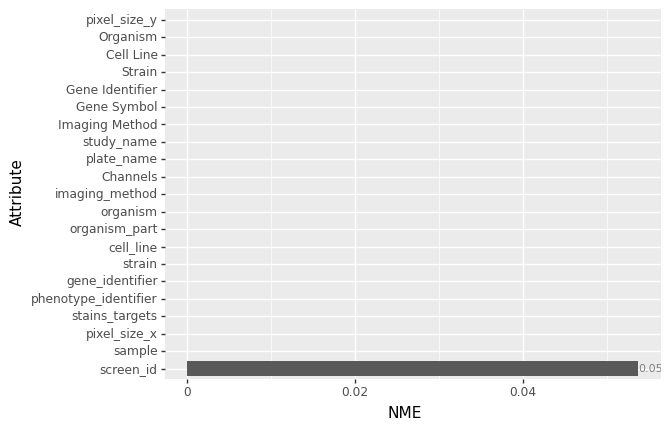 pixel_size_y
Organism
Cell Line
Strain
Gene Identifier
Gene Symbol
Imaging Method
study_name
plate_name
Channels
imaging_method
organism
organism_part
cell_line
strain
gene_identifier
phenotype_identifier
stains_targets
pixel_size_x
sample
screen_id
0.05
0
0.02
0.04
NME
Attribute